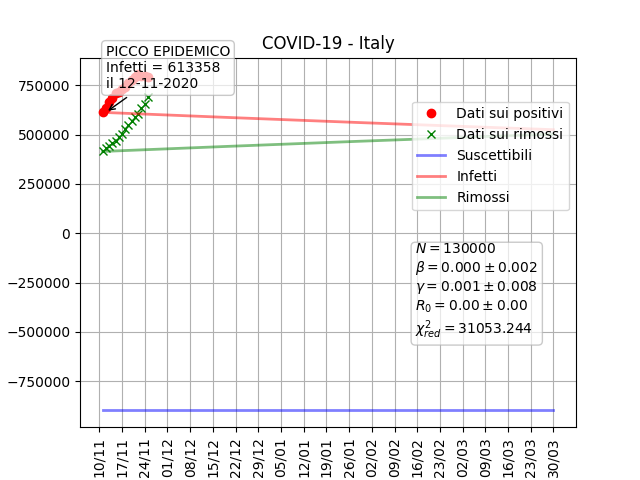 COVID-19 - Italy
PICCO EPIDEMICO
Infetti = 613358
il 12-11-2020
Dati sui positivi
Dati sui rimossi
Suscettibili
Infetti
Rimossi
N = 130000
β = 0.000 ± 0.002
γ = 0.001 ± 0.008
R₀ = 0.00 ± 0.00
χ²red = 31053.244
750000
500000
250000
0
−250000
−500000
−750000
10/11 17/11 24/11 01/12 08/12 15/12 22/12 29/12 05/01 12/01 19/01 26/01 02/02 09/02 16/02 23/02 02/03 09/03 16/03 23/03 30/03